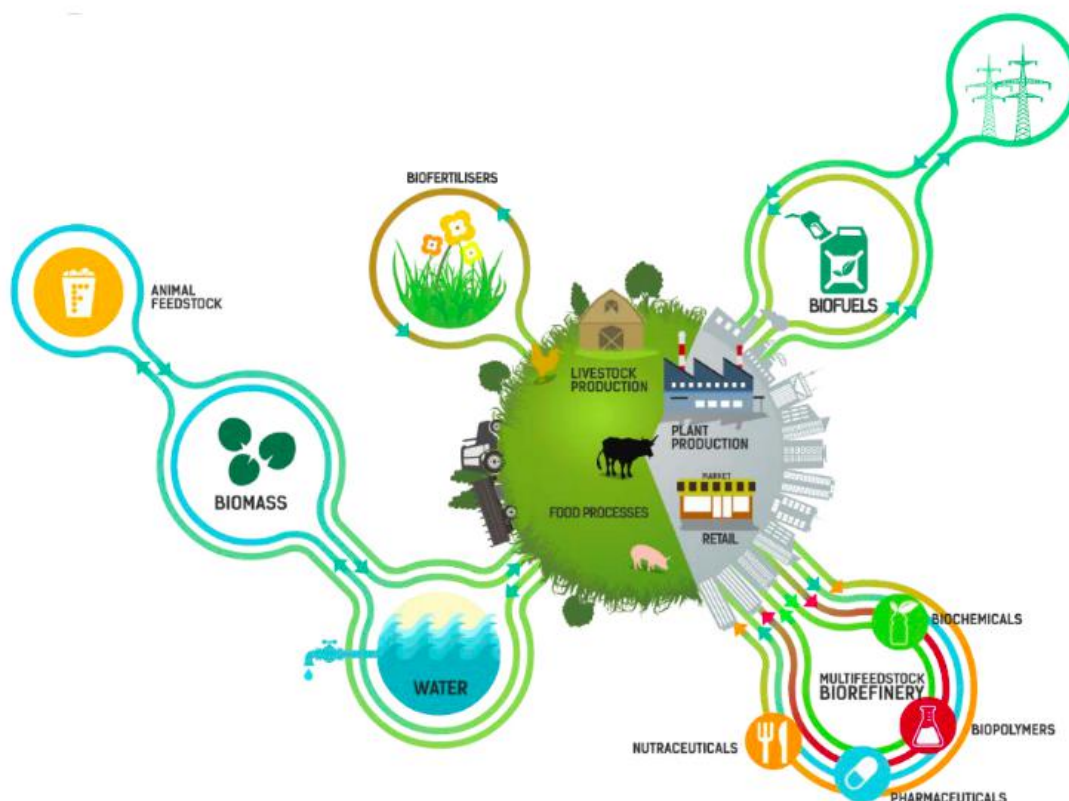 BIOFERTILISERS
ANIMAL
FEEDSTOCK
BIOFUELS
LIVESTOCK
PRODUCTION
PLANT
PRODUCTION
BIOMASS
MARKET
FOOD PROCESSES
RETAIL
WATER
BIOCHEMICALS
MULTIFEEDSTOCK
BIOREFINERY
BIOPOLYMERS
NUTRACEUTICALS
PHARMACEUTICALS